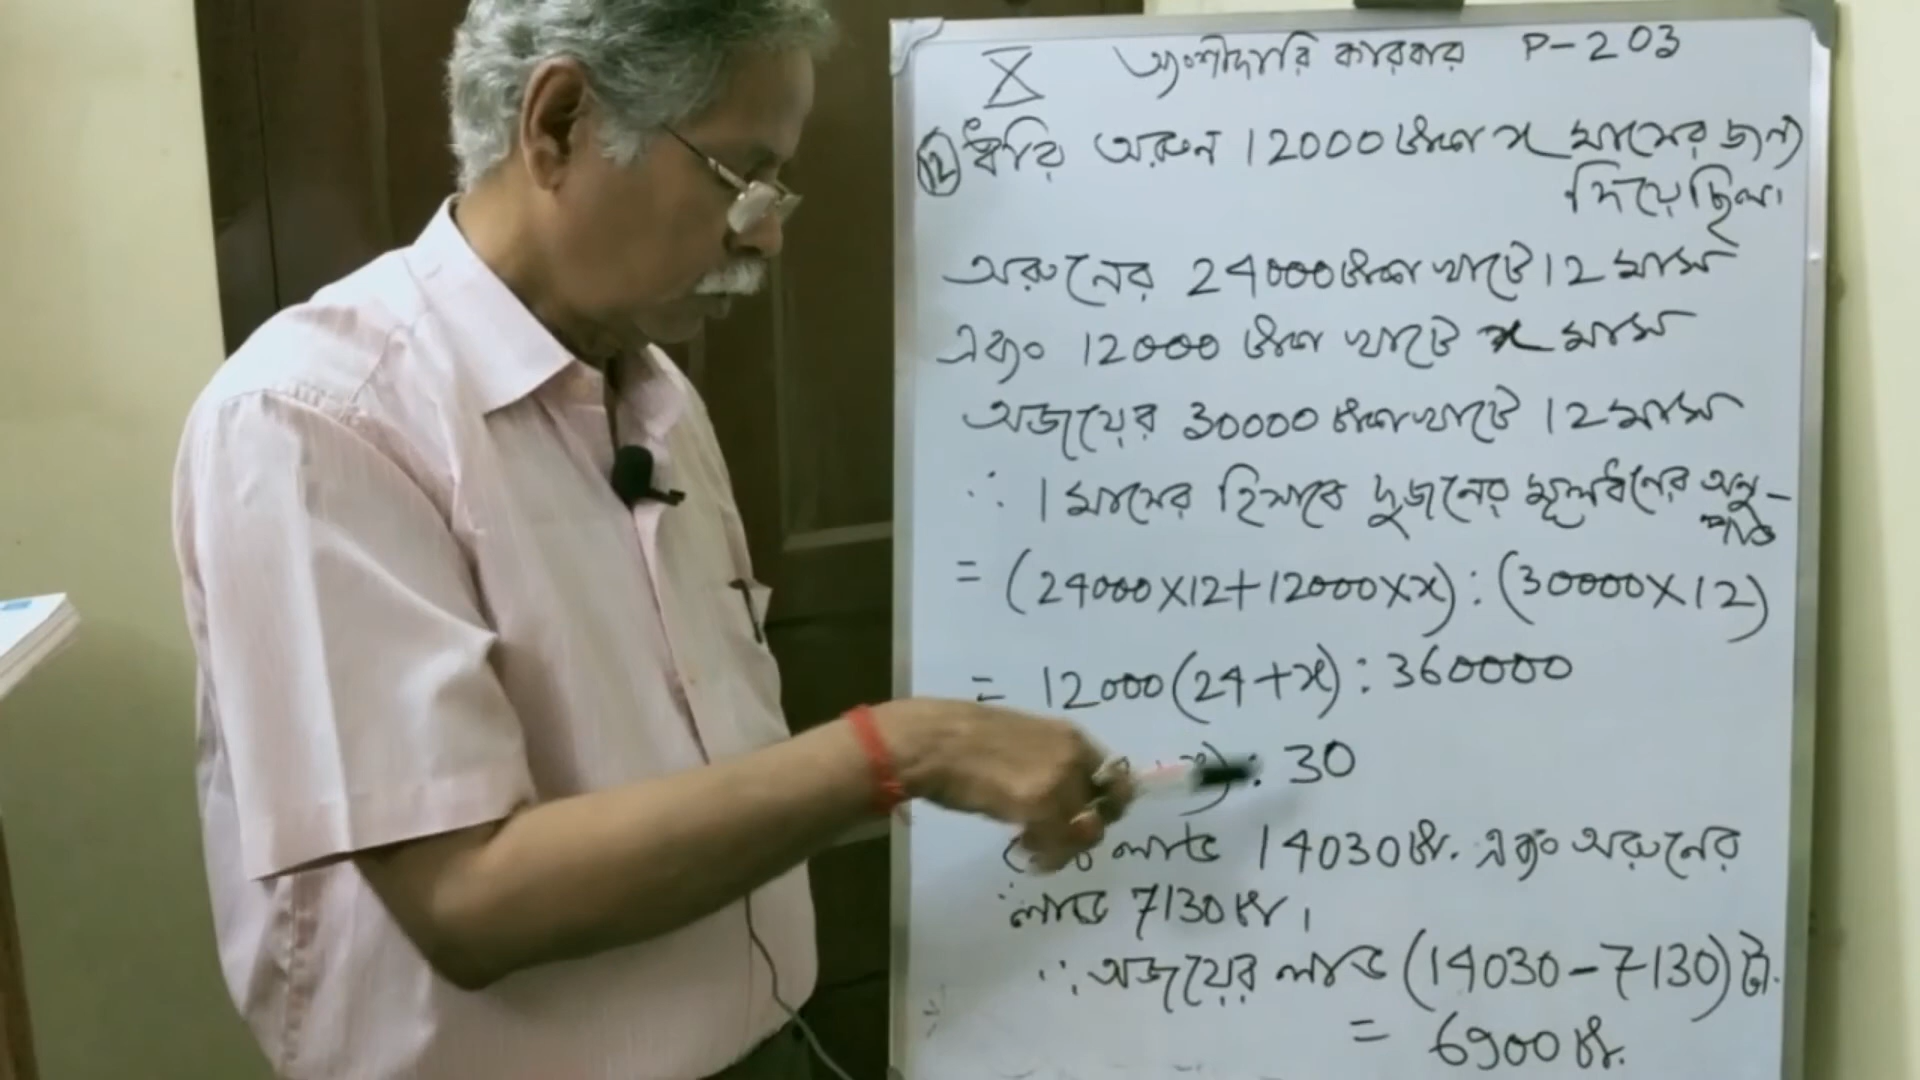 X অংশীদারি কারবার P-203
(12) ধরি অরুন 12000 টাকা x মাসের জন্য
দিয়েছিল।
অরুনের 24000 টাকা খাটে 12 মাস
এবং 12000 টাকা খাটে x মাস
অজয়ের 30000 টাকা খাটে 12 মাস
∴ 1 মাসের হিসাবে দুজনের মূলধনের অনু-
পাত
= (24000×12+12000×x) : (30000×12)
= 12000(24+x) : 360000
x) : 30
লাভ 14030 টা. এবং অরুনের
লাভ 7130 টা।
∴ অজয়ের লাভ (14030-7130) টা.
= 6900 টা.